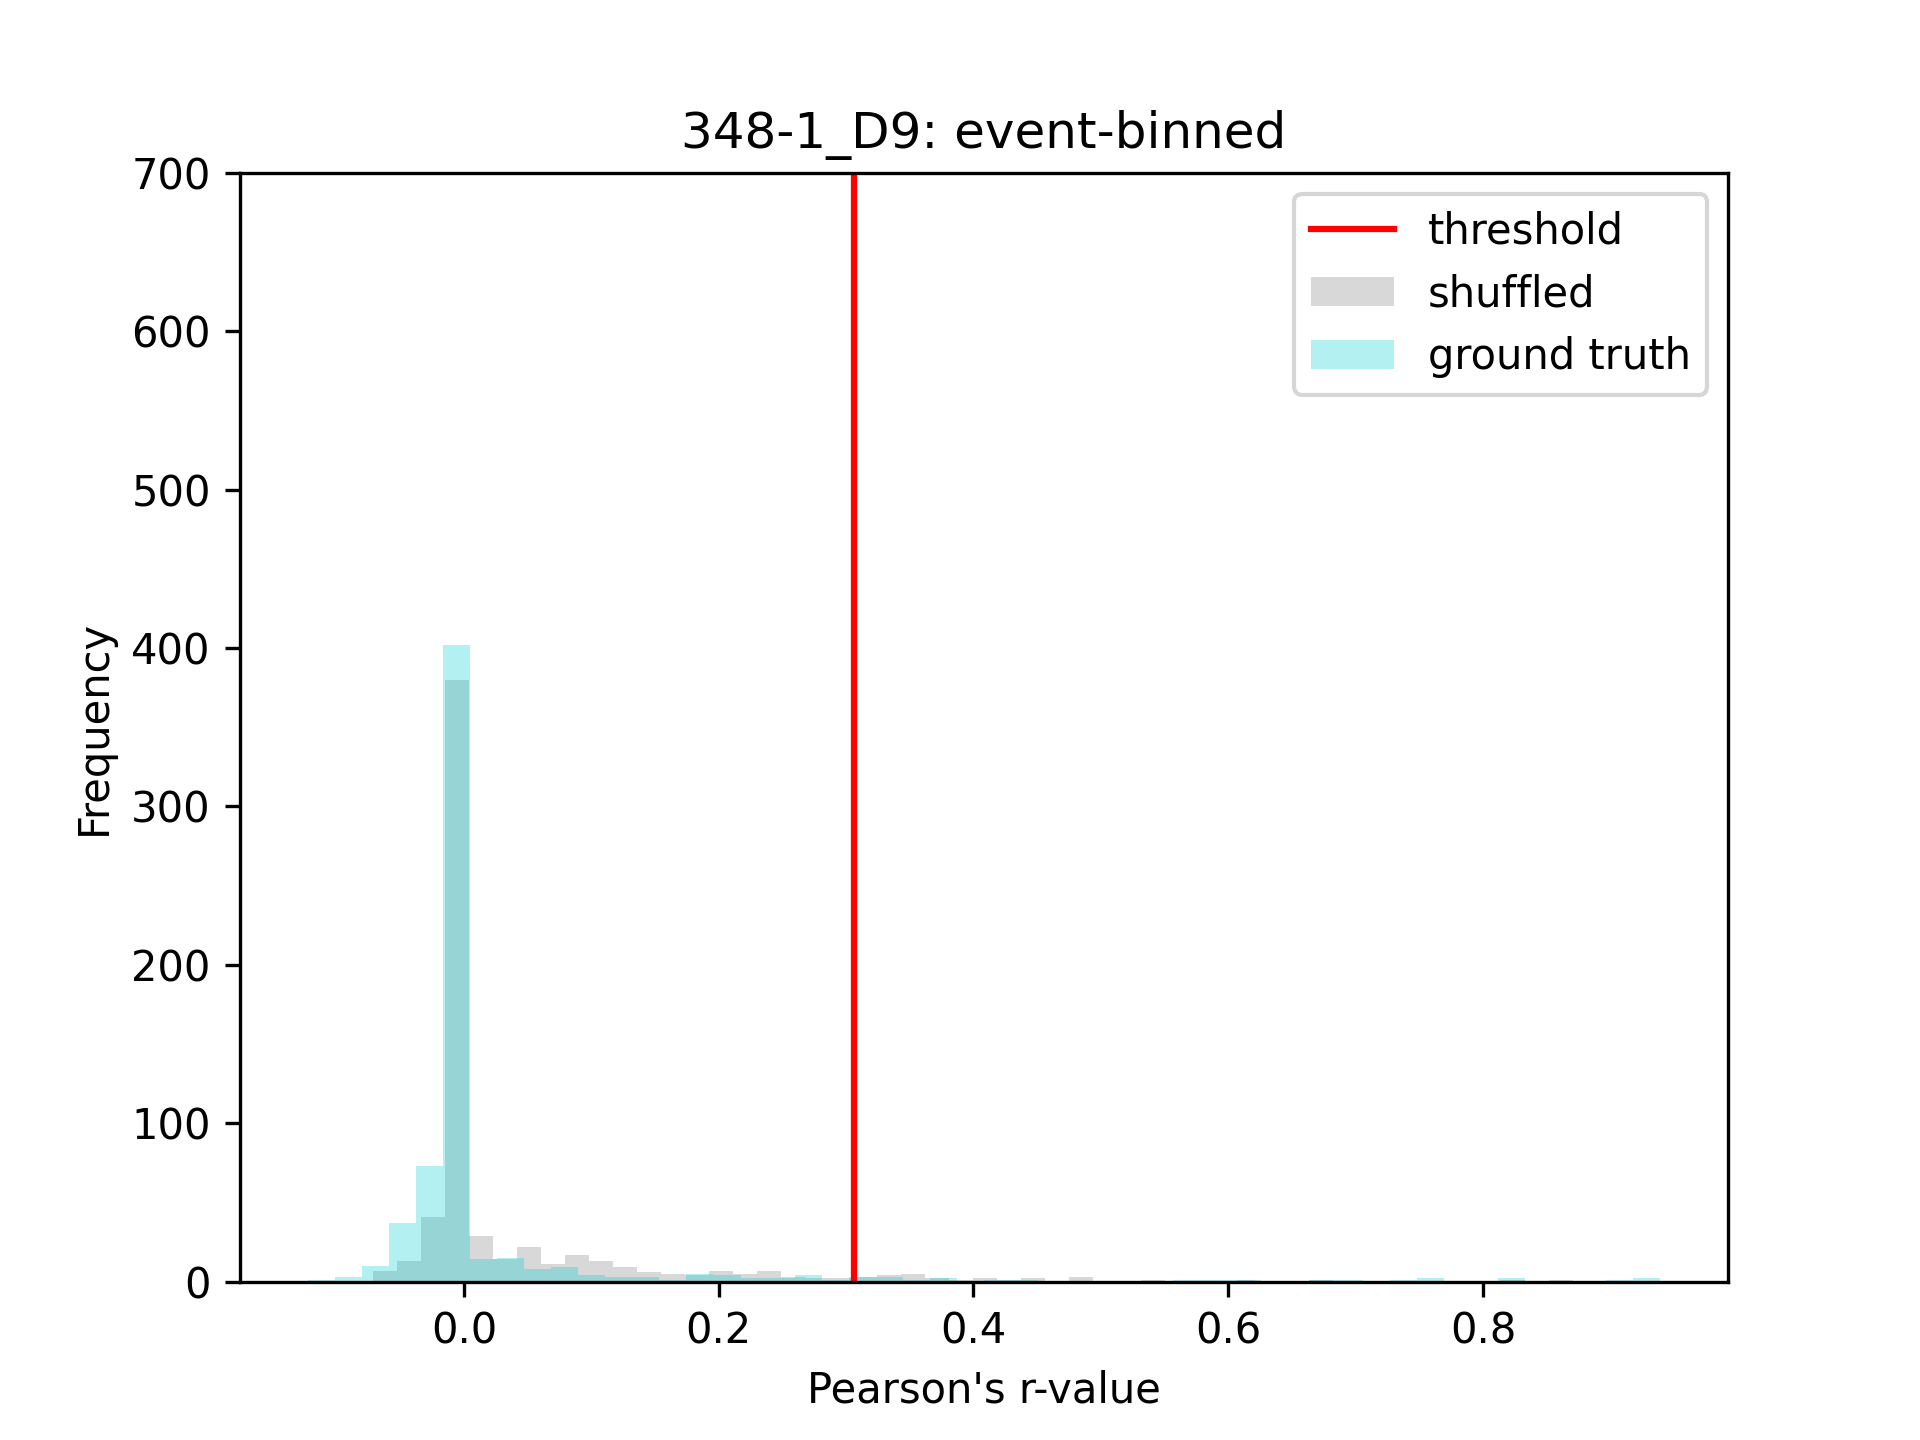 348-1_D9: event-binned
700
600
500
400
300
200
100
0
Frequency
threshold
shuffled
ground truth
0.0 0.2 0.4 0.6 0.8
Pearson's r-value